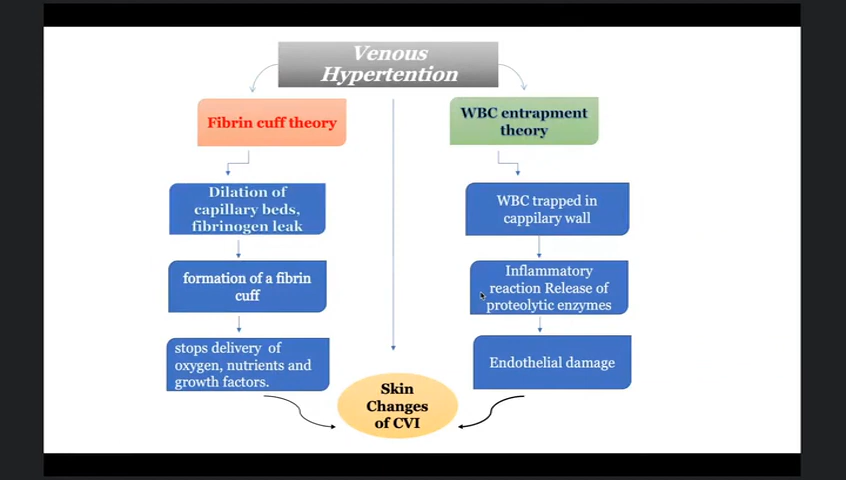 Venous
Hypertention
Fibrin cuff theory
WBC entrapment
theory
Dilation of
capillary beds,
fibrinogen leak
WBC trapped in
cappilary wall
formation of a fibrin
cuff
Inflammatory
reaction Release of
proteolytic enzymes
stops delivery of
oxygen, nutrients and
growth factors.
Endothelial damage
Skin
Changes
of CVI